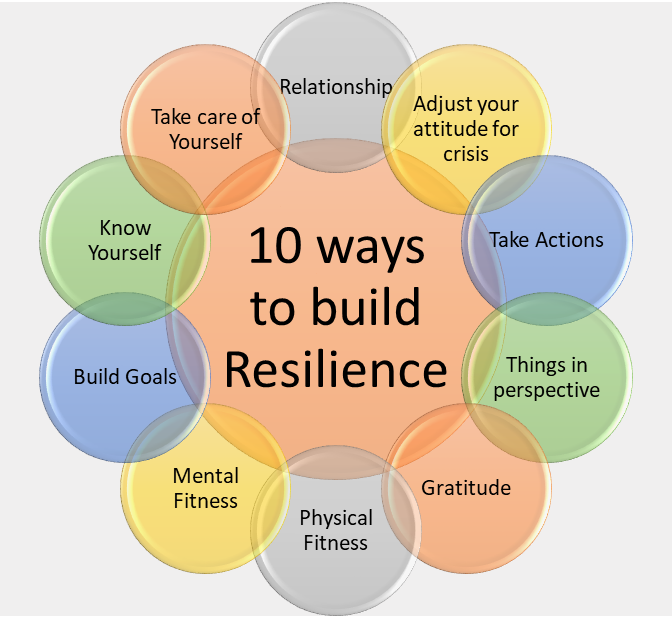 10 ways
to build
Resilience
Relationship
Adjust your
attitude for
crisis
Take Actions
Things in
perspective
Gratitude
Physical
Fitness
Mental
Fitness
Build Goals
Know
Yourself
Take care of
Yourself